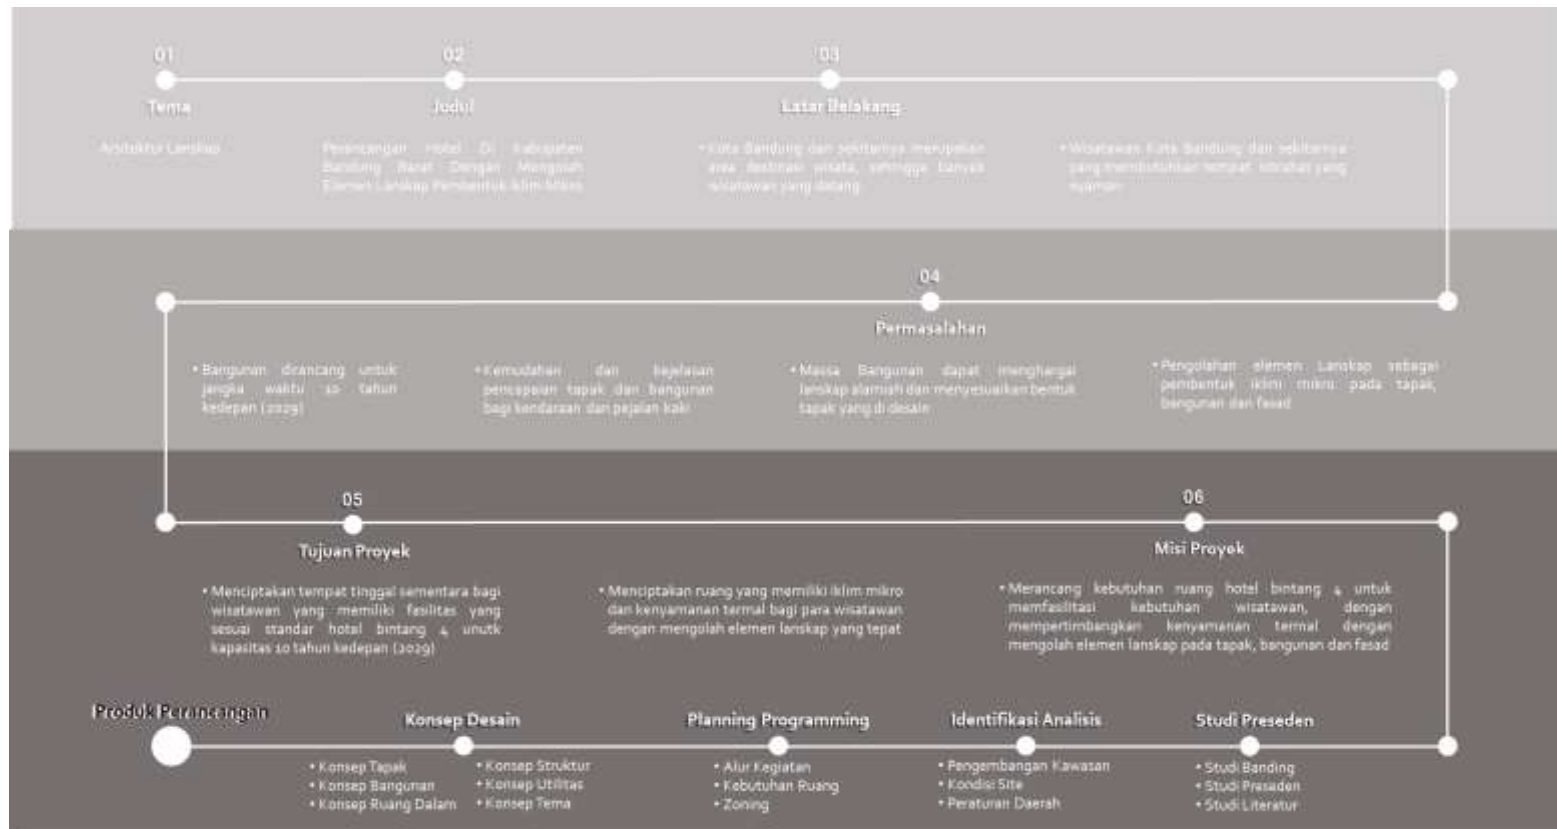 01
Tema
Arsitektur Lanskap
02
Judul
Perancangan Hotel Di Kabupaten
Bandung Barat Dengan Mengolah
Elemen Lanskap Pembentuk Iklim Mikro
03
Latar Belakang
• Kota Bandung dan sekitarnya merupakan
area destinasi wisata, sehingga banyak
wisatawan yang datang
• Wisatawan Kota Bandung dan sekitarnya
yang membutuhkan tempat istirahat yang
nyaman
04
Permasalahan
• Bangunan dirancang untuk
jangka waktu 10 tahun
kedepan (2029)
• Kemudahan dan kejelasan
pencapaian tapak dan bangunan
bagi kendaraan dan pejalan kaki
• Massa Bangunan dapat menghargai
lanskap alamiah dan menyesuaikan bentuk
tapak yang di desain
• Pengolahan elemen Lanskap sebagai
pembentuk iklim mikro pada tapak,
bangunan dan fasad
05
Tujuan Proyek
• Menciptakan tempat tinggal sementara bagi
wisatawan yang memiliki fasilitas yang
sesuai standar hotel bintang 4 unutk
kapasitas 10 tahun kedepan (2029)
• Menciptakan ruang yang memiliki iklim mikro
dan kenyamanan termal bagi para wisatawan
dengan mengolah elemen lanskap yang tepat
06
Misi Proyek
• Merancang kebutuhan ruang hotel bintang 4 untuk
memfasilitasi kebutuhan wisatawan, dengan
mempertimbangkan kenyamanan termal dengan
mengolah elemen lanskap pada tapak, bangunan dan fasad
Produk Perancangan
Konsep Desain
• Konsep Tapak
• Konsep Bangunan
• Konsep Ruang Dalam
• Konsep Struktur
• Konsep Utilitas
• Konsep Tema
Planning Programming
• Alur Kegiatan
• Kebutuhan Ruang
• Zoning
Identifikasi Analisis
• Pengembangan Kawasan
• Kondisi Site
• Peraturan Daerah
Studi Preseden
• Studi Banding
• Studi Preseden
• Studi Literatur